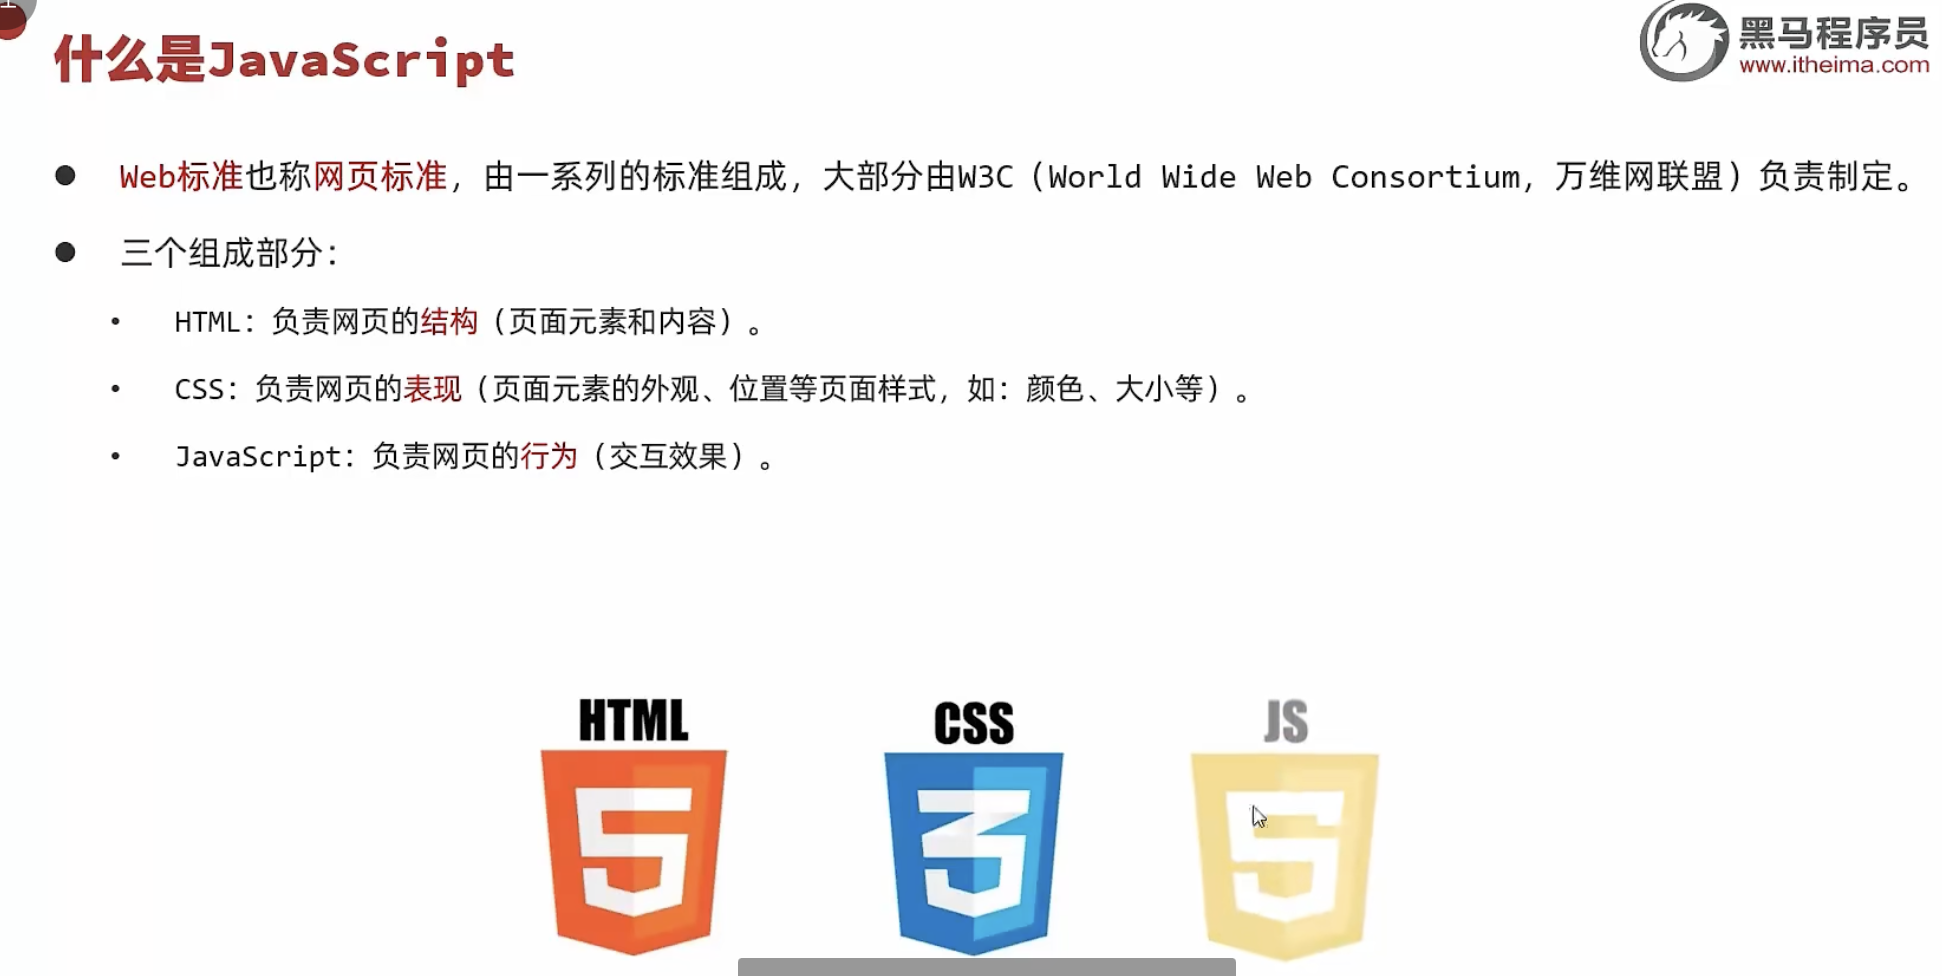 什么是JavaScript
黑马程序员
www.itheima.com
Web标准也称网页标准，由一系列的标准组成，大部分由W3C（World Wide Web Consortium，万维网联盟）负责制定。
三个组成部分：
HTML：负责网页的结构（页面元素和内容）。
CSS：负责网页的表现（页面元素的外观、位置等页面样式，如：颜色、大小等）。
JavaScript：负责网页的行为（交互效果）。
HTML
CSS
JS
5
3
5